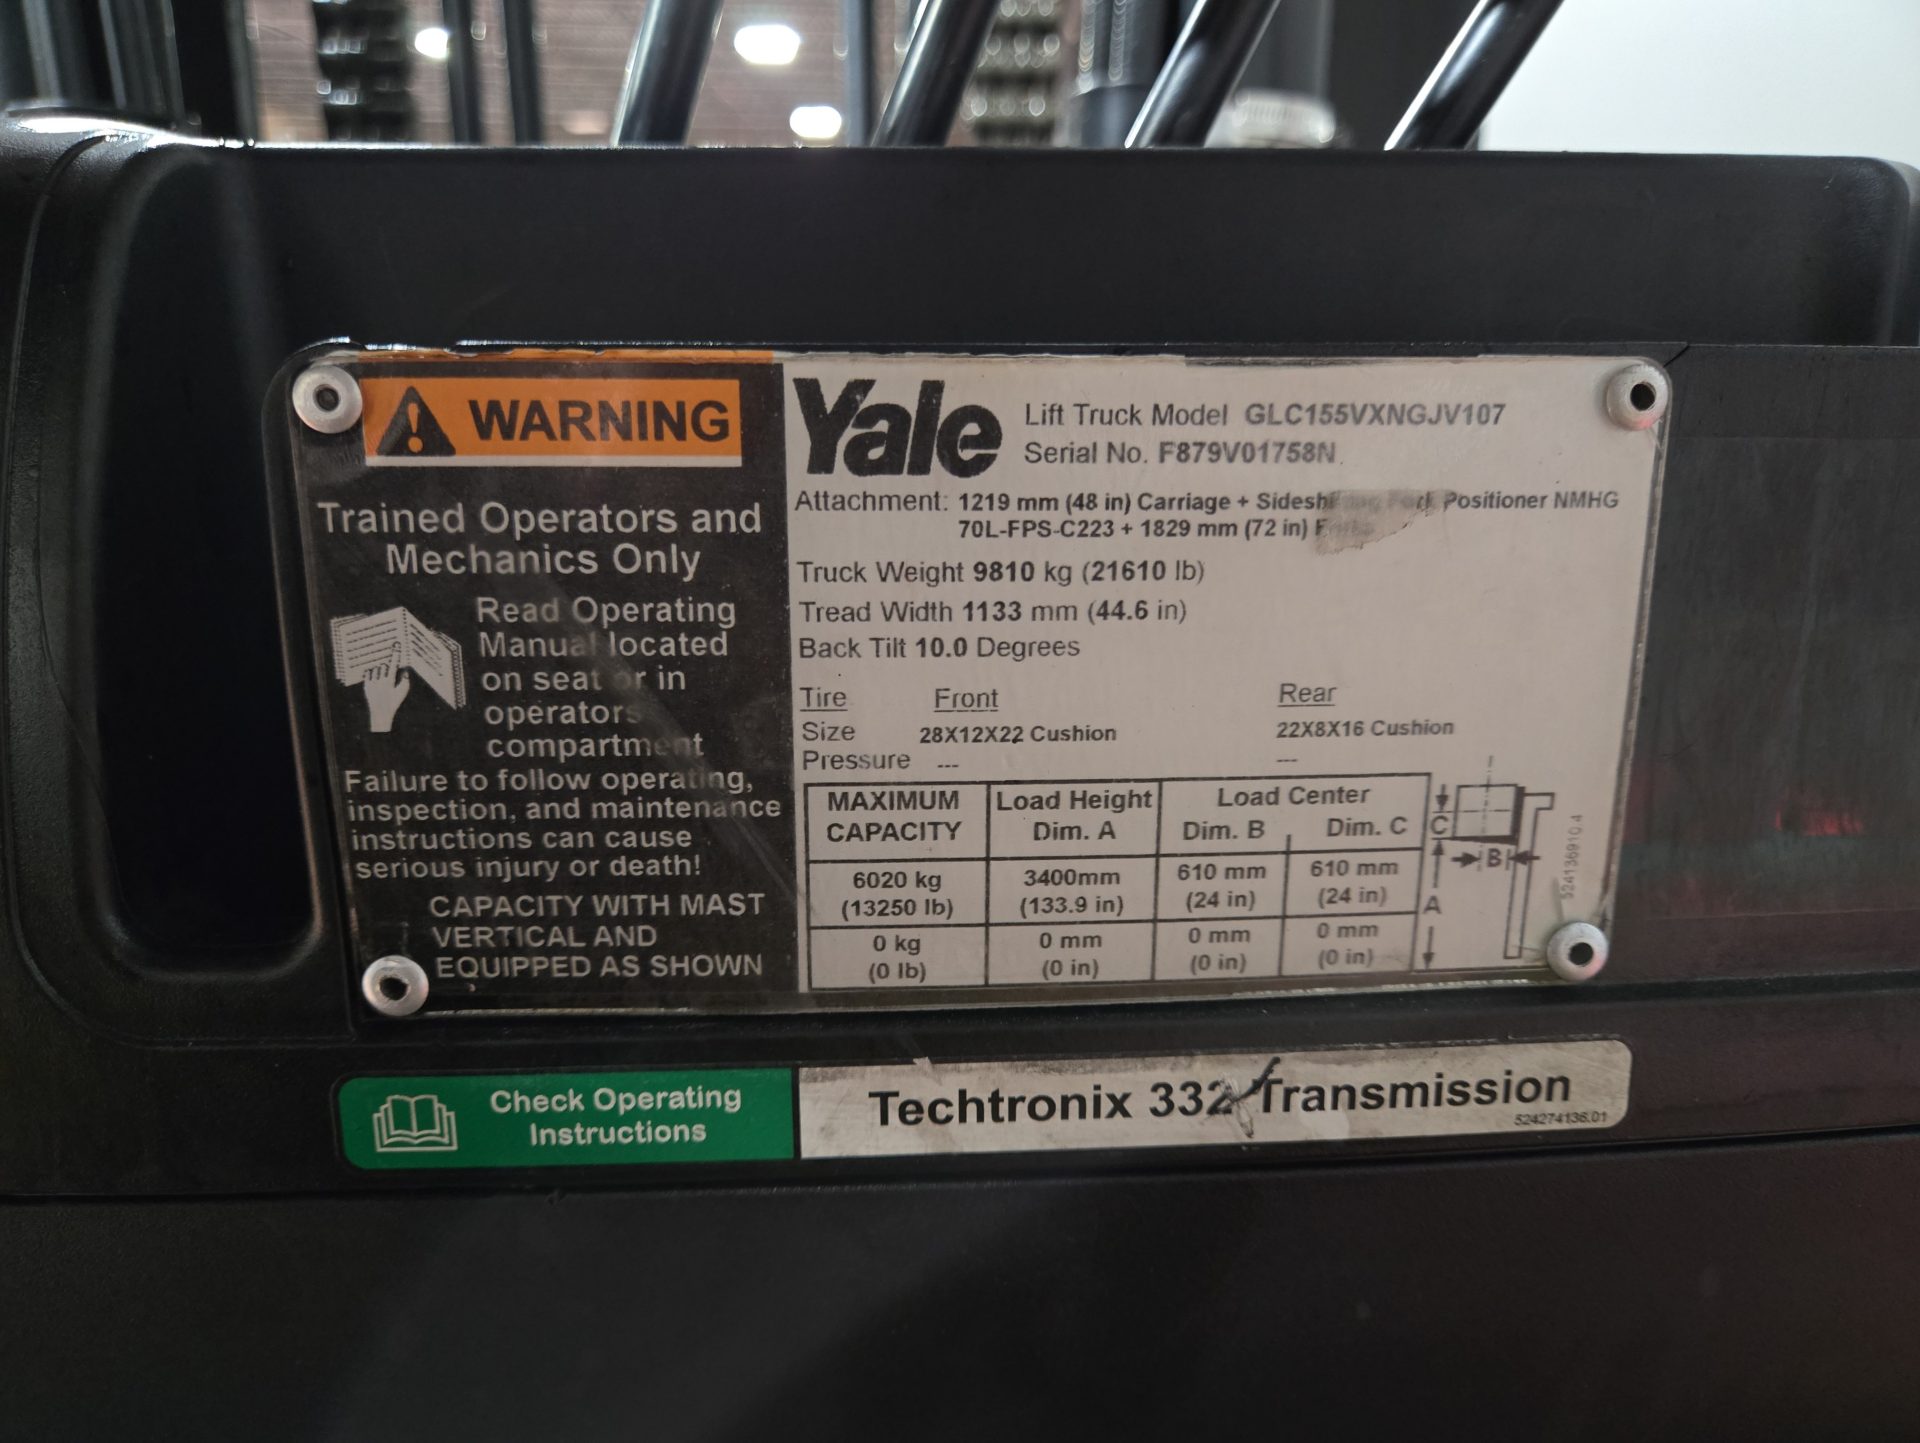 WARNING
Trained Operators and
Mechanics Only
Read Operating
Manual located
on seat or in
operators
compartment
Failure to follow operating,
inspection, and maintenance
instructions can cause
serious injury or death!
CAPACITY WITH MAST
VERTICAL AND
EQUIPPED AS SHOWN
Yale
Lift Truck Model GLC155VXNGJV107
Serial No. F879V01758N
Attachment: 1219 mm (48 in) Carriage + Sideshifting Fork Positioner NMHG
70L-FPS-C223 + 1829 mm (72 in) Forks
Truck Weight 9810 kg (21610 lb)
Tread Width 1133 mm (44.6 in)
Back Tilt 10.0 Degrees
Tire Front Rear
Size 28X12X22 Cushion 22X8X16 Cushion
Pressure --- ---
MAXIMUM CAPACITY Load Height Dim. A Load Center Dim. B Dim. C
6020 kg (13250 lb) 3400mm (133.9 in) 610 mm (24 in) 610 mm (24 in)
0 kg (0 lb) 0 mm (0 in) 0 mm (0 in) 0 mm (0 in)
C
B
A
524136910.4
Check Operating
Instructions
Techtronix 332 Transmission
524274136.01